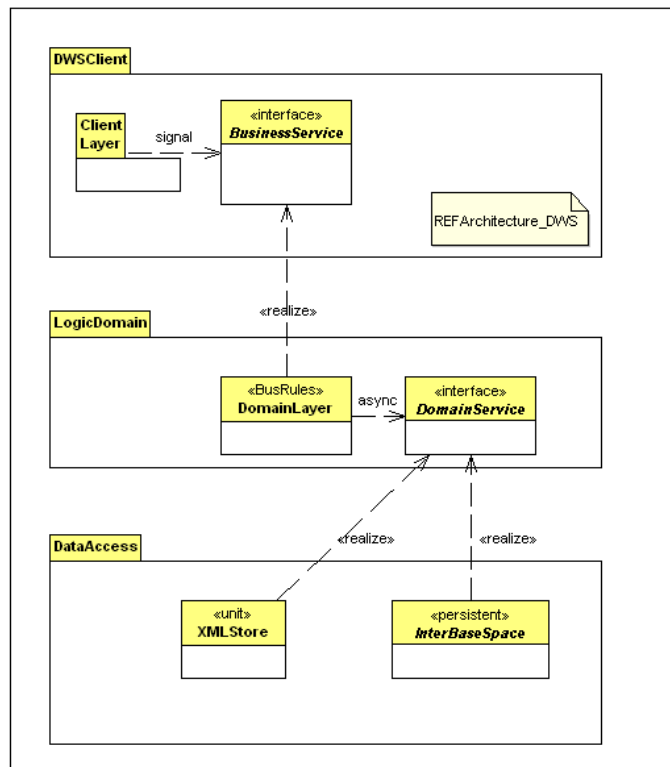 DWSClient
Client
Layer
signal
«interface»
BusinessService
REFArchitecture_DWS
«realize»
LogicDomain
«BusRules»
DomainLayer
async
«interface»
DomainService
«realize»
«realize»
DataAccess
«unit»
XMLStore
«persistent»
InterBaseSpace